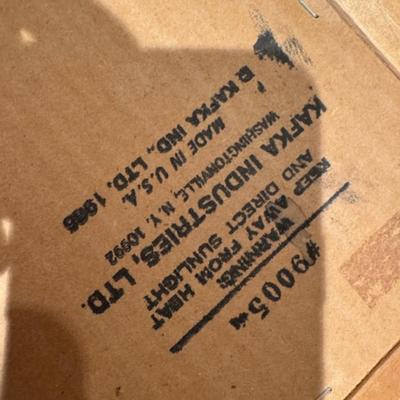 #9005
WARNING:
KEEP AWAY FROM HEAT
AND DIRECT SUNLIGHT
KAFKA INDUSTRIES, LTD.
WASHINGTONVILLE, N.Y. 10992
MADE IN U.S.A.
KAFKA IND., LTD. 1985